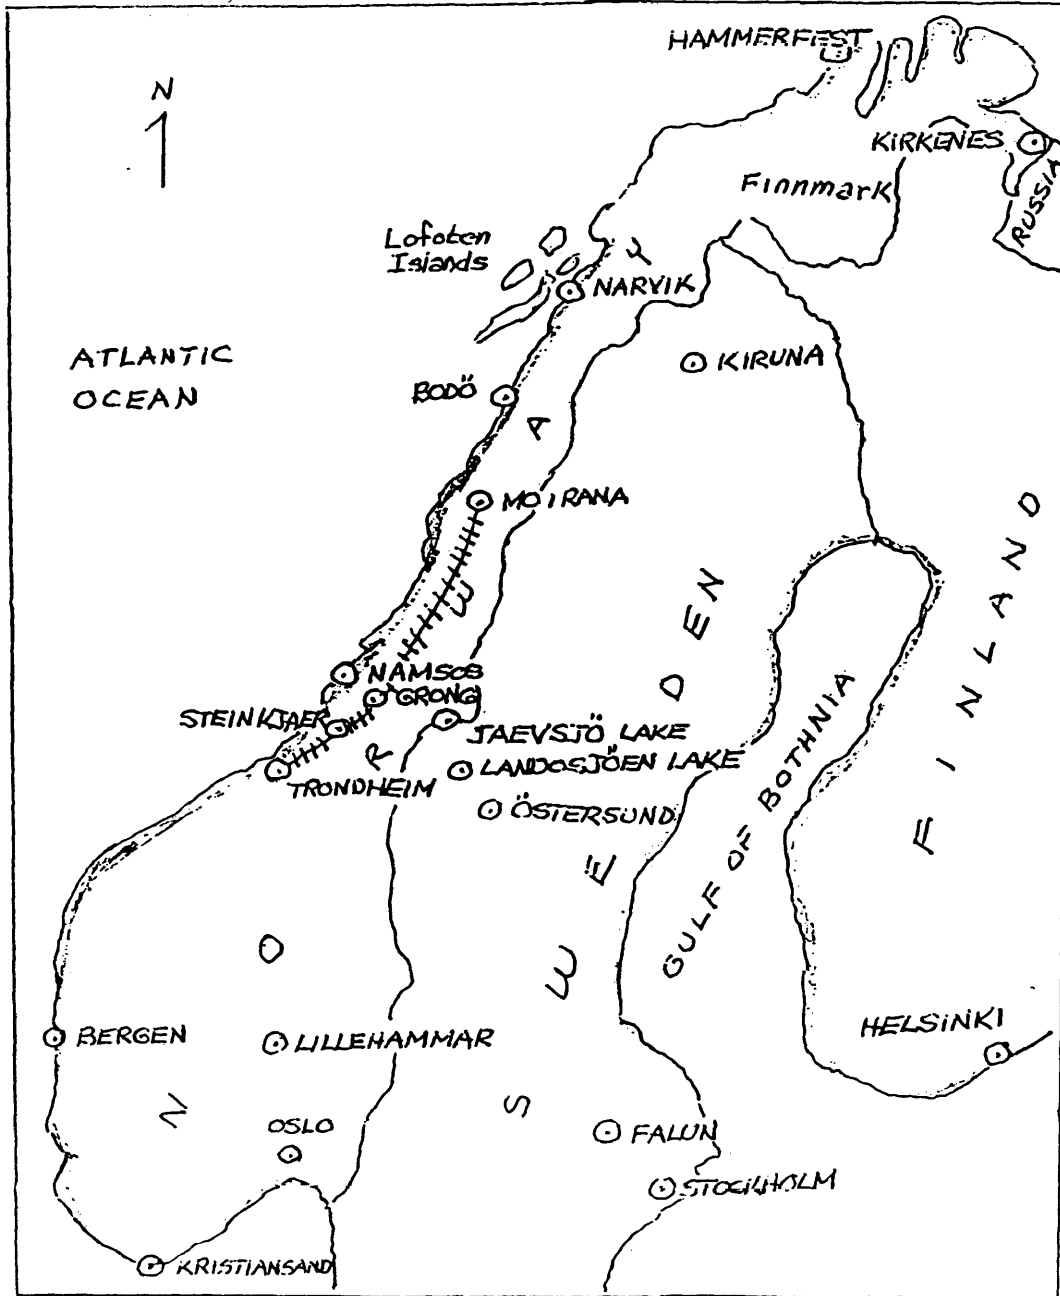 HAMMERFEST
N
KIRKENES
RUSSIA
Finnmark
Lofoten
Islands
NARVIK
ATLANTIC
OCEAN
KIRUNA
BODÖ
MO I RANA
NAMSOS
GRONG
STEINKJAER
JAEVSJÖ LAKE
LANDOSJÖEN LAKE
TRONDHEIM
ÖSTERSUND
NORWAY
SWEDEN
FINLAND
GULF OF BOTHNIA
BERGEN
LILLEHAMMAR
HELSINKI
OSLO
FALUN
STOCKHOLM
KRISTIANSAND